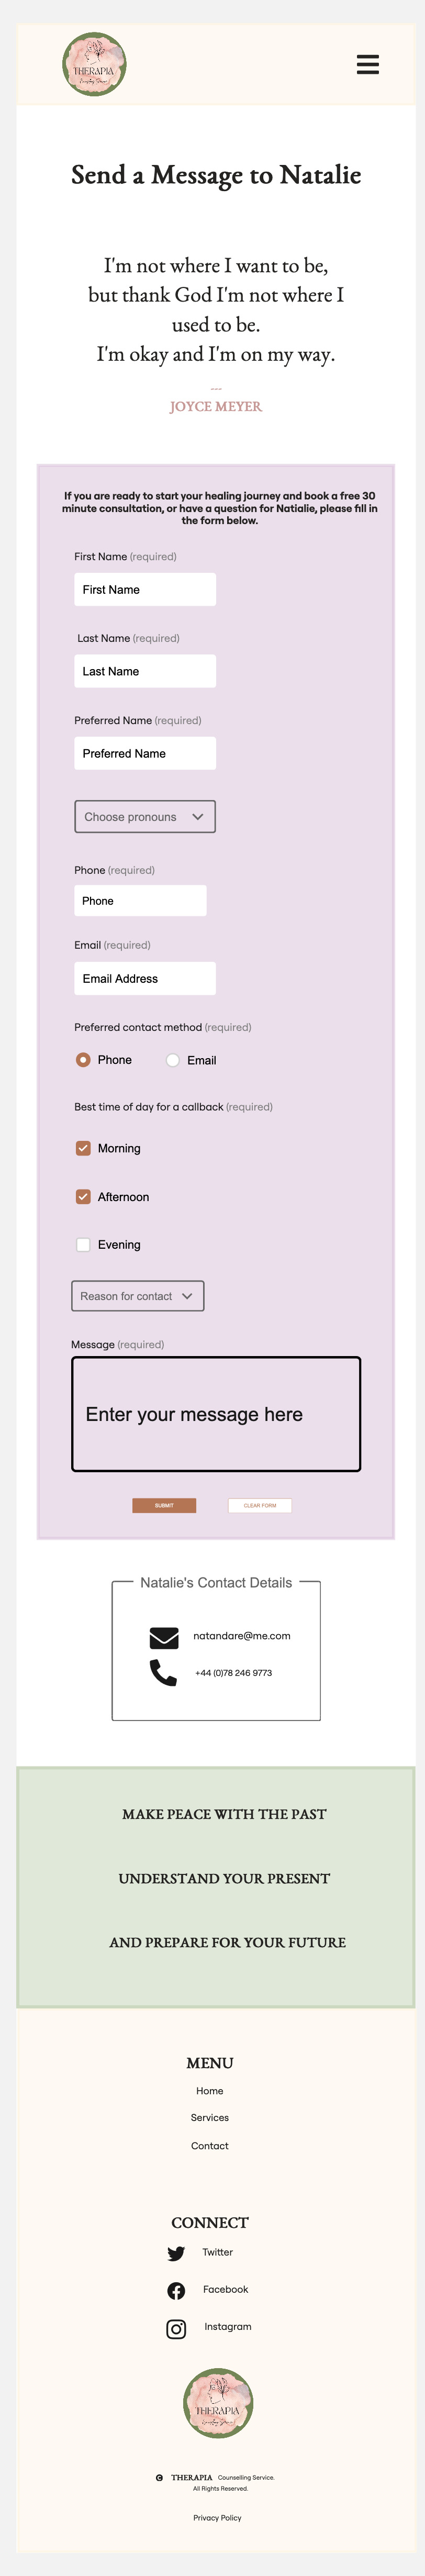 THERAPIA
Send a Message to Natalie
I'm not where I want to be,
but thank God I'm not where I
used to be.
I'm okay and I'm on my way.
---
JOYCE MEYER
If you are ready to start your healing journey and book a free 30
minute consultation, or have a question for Natialie, please fill in
the form below.
First Name (required)
First Name
Last Name (required)
Last Name
Preferred Name (required)
Preferred Name
Choose pronouns
Phone (required)
Phone
Email (required)
Email Address
Preferred contact method (required)
Phone Email
Best time of day for a callback (required)
Morning
Afternoon
Evening
Reason for contact
Message (required)
Enter your message here
SUBMIT CLEAR FORM
Natalie's Contact Details
natandare@me.com
+44 (0)78 246 9773
MAKE PEACE WITH THE PAST
UNDERSTAND YOUR PRESENT
AND PREPARE FOR YOUR FUTURE
MENU
Home
Services
Contact
CONNECT
Twitter
Facebook
Instagram
THERAPIA
© THERAPIA Counselling Service.
All Rights Reserved.
Privacy Policy